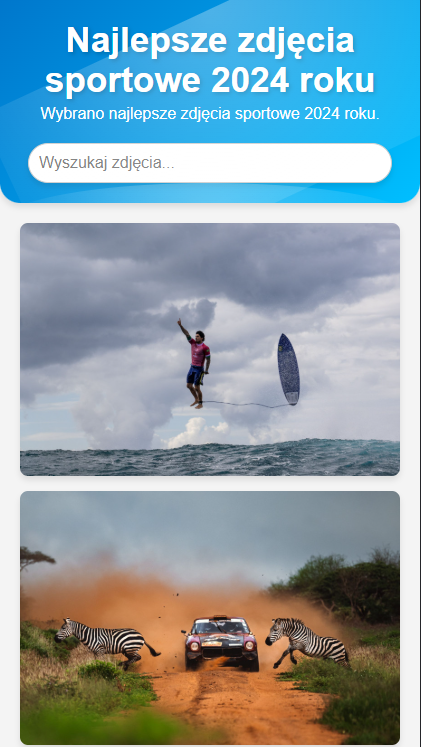 Najlepsze zdjęcia
sportowe 2024 roku
Wybrano najlepsze zdjęcia sportowe 2024 roku.
Wyszukaj zdjęcia...